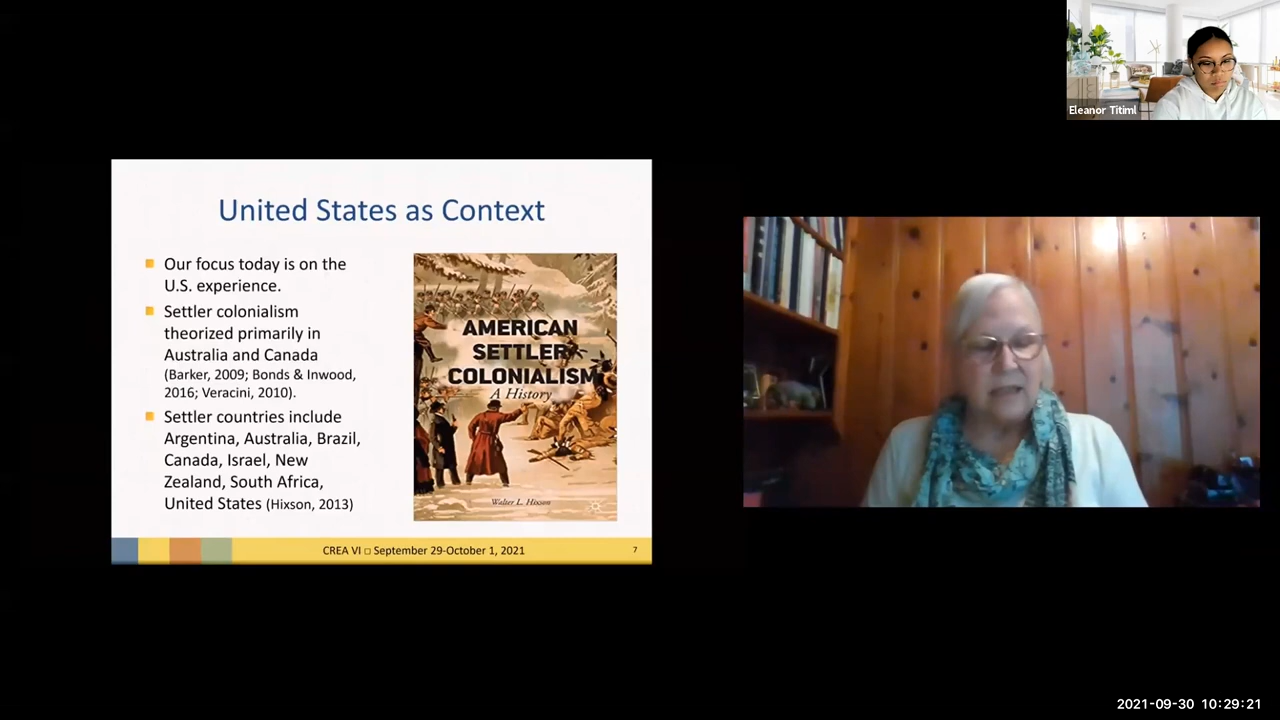 Eleanor Titiml
United States as Context
Our focus today is on the
U.S. experience.
Settler colonialism
theorized primarily in
Australia and Canada
(Barker, 2009; Bonds & Inwood,
2016; Veracini, 2010).
Settler countries include
Argentina, Australia, Brazil,
Canada, Israel, New
Zealand, South Africa,
United States (Hixson, 2013)
AMERICAN
SETTLER
COLONIALISM
A History
Walter L. Hixson
CREA VI □ September 29-October 1, 2021
7
2021-09-30 10:29:21